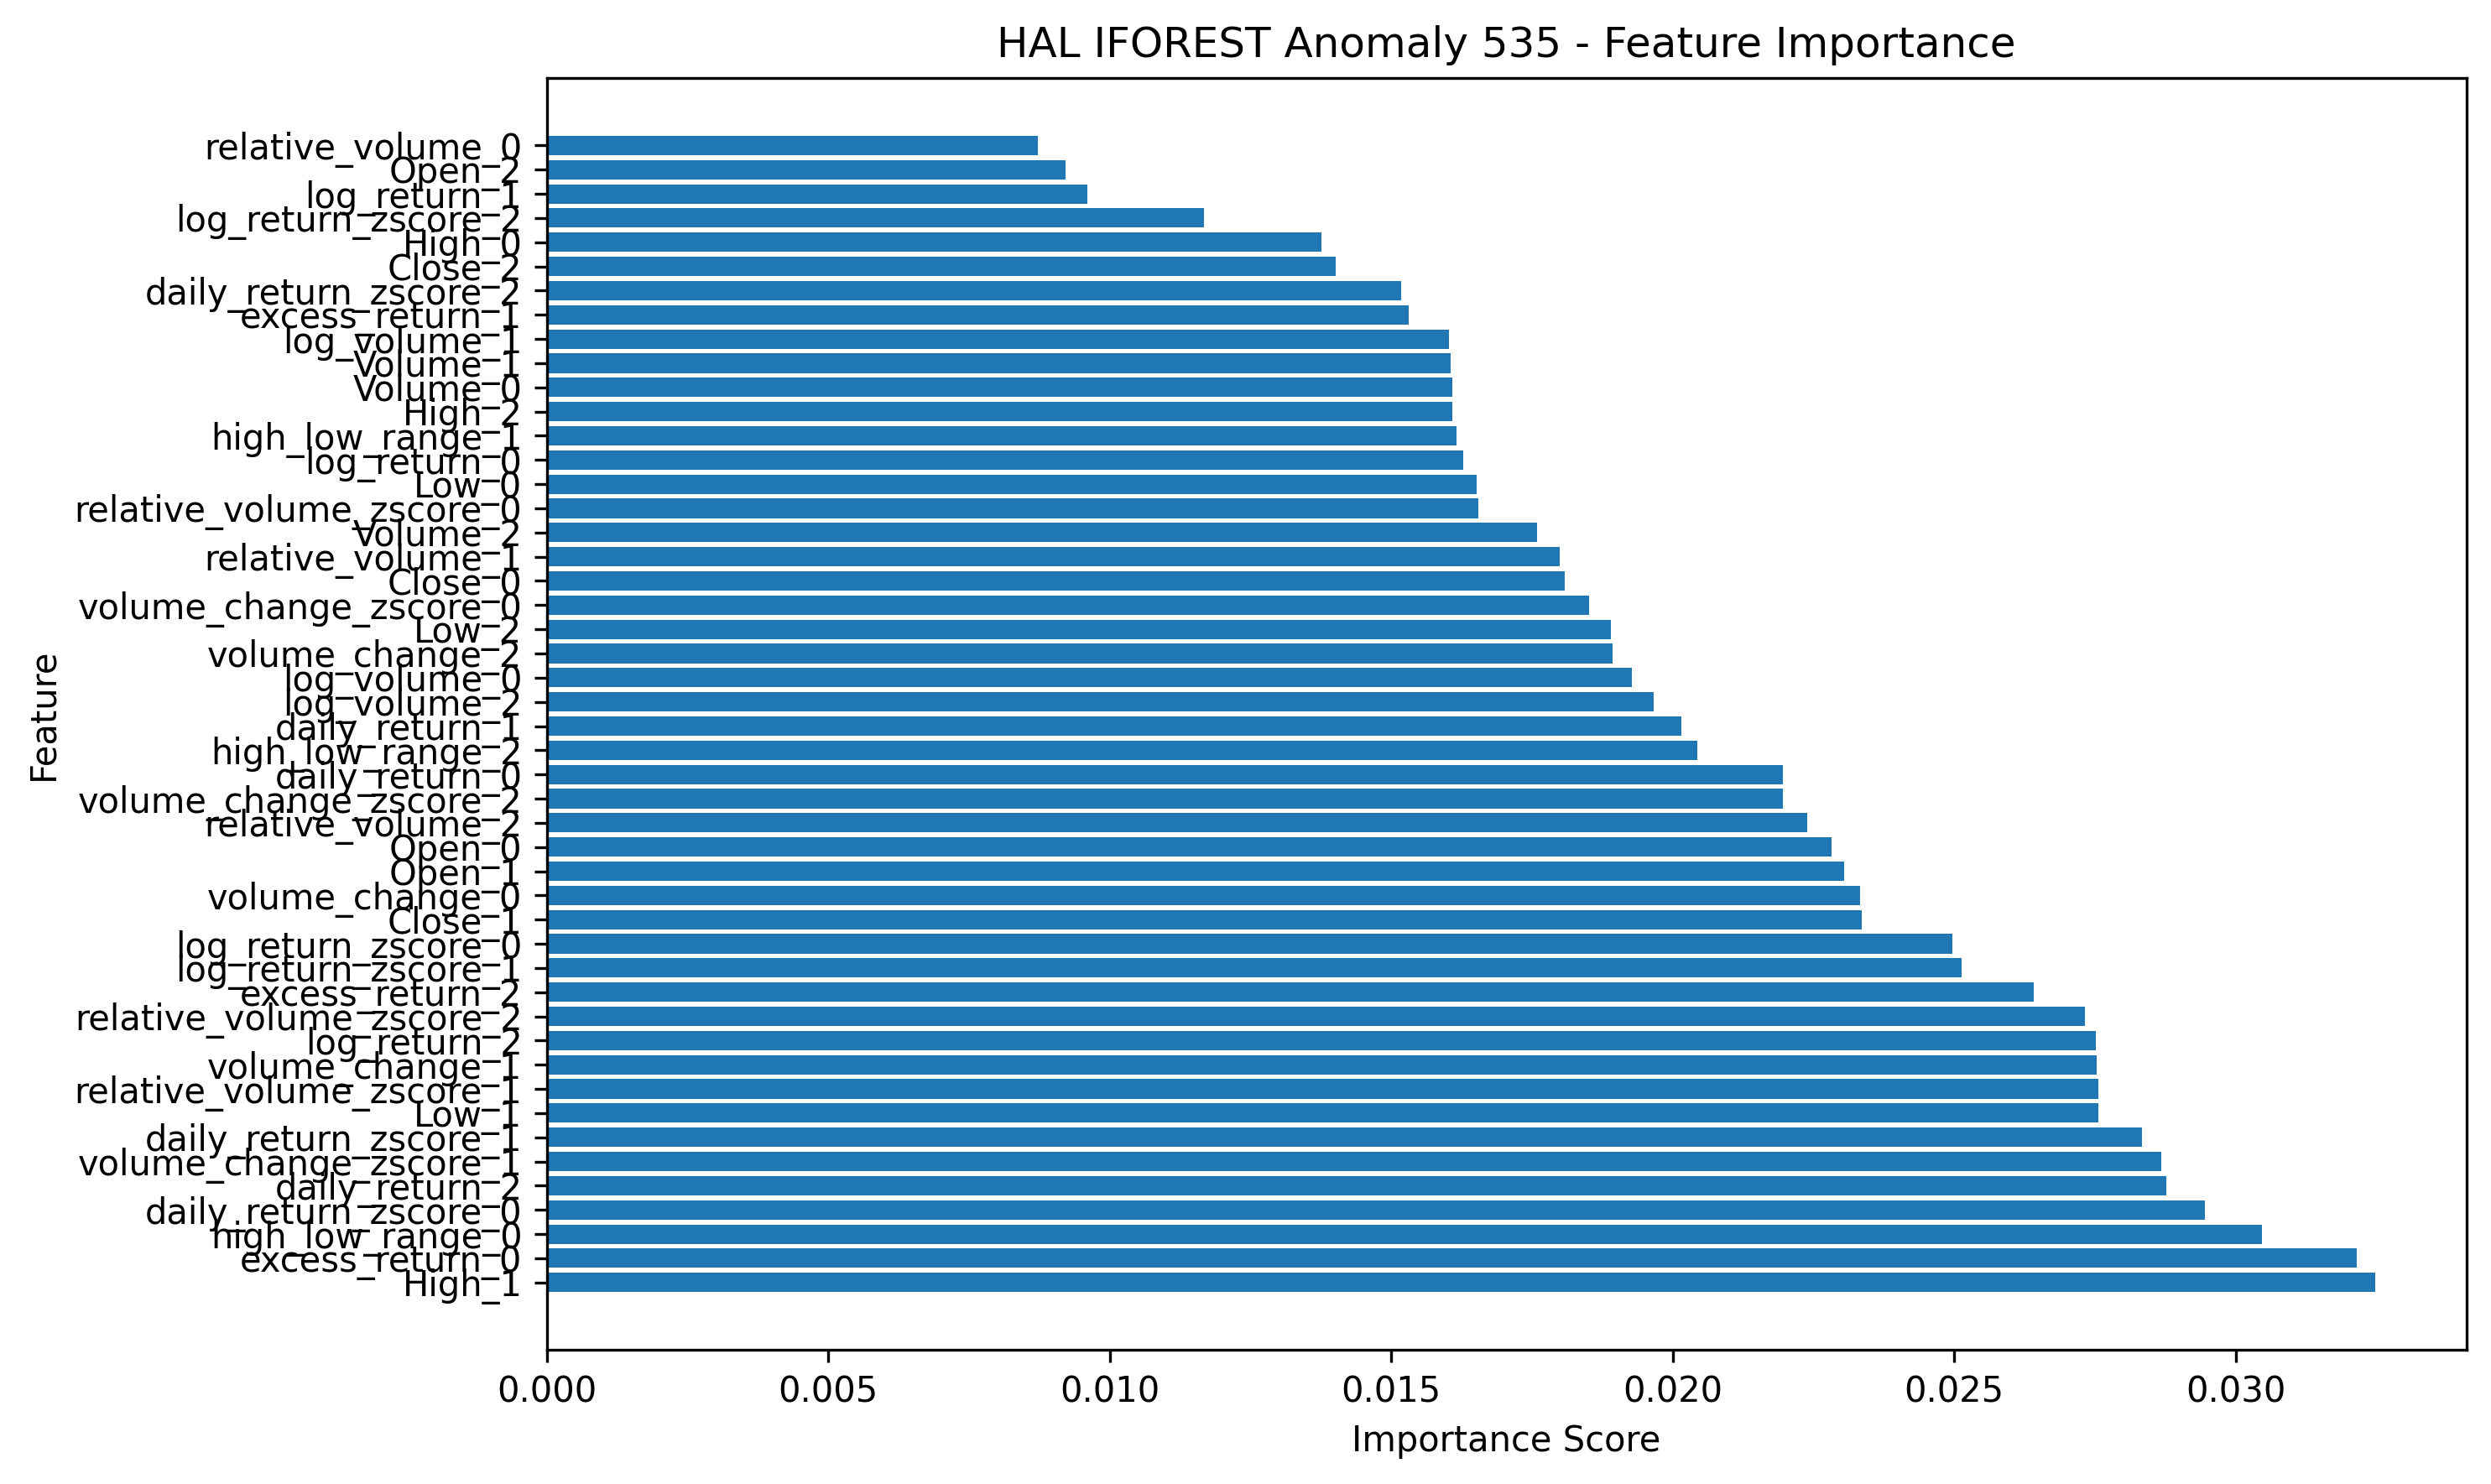 HAL IFOREST Anomaly 535 - Feature Importance
relative_volume_0
Open_2
log_return_1
log_return_zscore_2
High_0
Close_2
daily_return_zscore_2
excess_return_1
log_volume_1
Volume_1
Volume_0
High_2
high_low_range_1
log_return_0
Low_0
relative_volume_zscore_0
Volume_2
relative_volume_1
Close_0
volume_change_zscore_0
Low_2
volume_change_2
log_volume_0
log_volume_2
daily_return_1
high_low_range_2
daily_return_0
volume_change_zscore_2
relative_volume_2
Open_0
Open_1
volume_change_0
Close_1
log_return_zscore_0
log_return_zscore_1
excess_return_2
relative_volume_zscore_2
log_return_2
volume_change_1
relative_volume_zscore_1
Low_1
daily_return_zscore_1
volume_change_zscore_1
daily_return_2
daily_return_zscore_0
high_low_range_0
excess_return_0
High_1
Feature
0.000 0.005 0.010 0.015 0.020 0.025 0.030
Importance Score